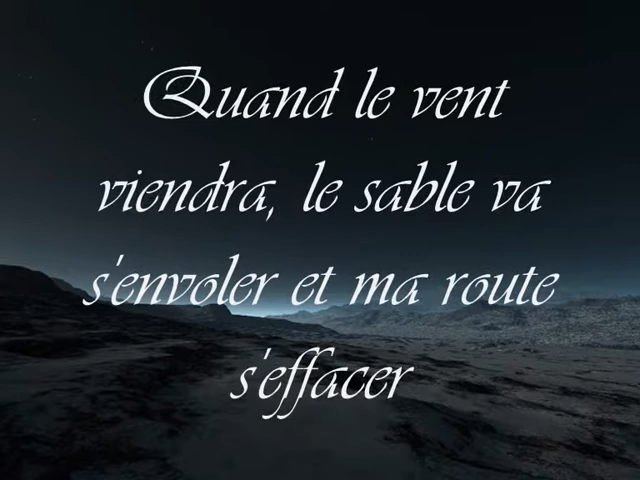 Quand le vent
viendra, le sable va
s'envoler et ma route
s'effacer